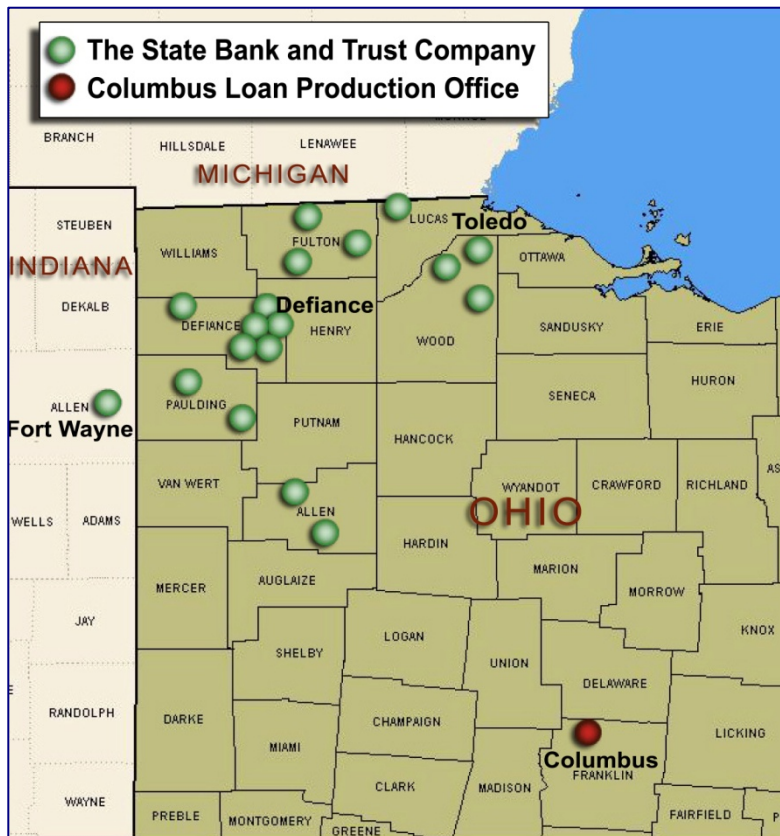 The State Bank and Trust Company
Columbus Loan Production Office
BRANCH
HILLSDALE
LENAWEE
MICHIGAN
STEUBEN
LUCAS
Toledo
WILLIAMS
FULTON
OTTAWA
INDIANA
DEKALB
Defiance
DEFIANCE
HENRY
WOOD
SANDUSKY
ERIE
HURON
ALLEN
PAULDING
SENECA
Fort Wayne
PUTNAM
HANCOCK
VAN WERT
WYANDOT
CRAWFORD
RICHLAND
AS
ALLEN
OHIO
WELLS
ADAMS
HARDIN
MARION
AUGLAIZE
MERCER
MORROW
JAY
LOGAN
KNOX
SHELBY
UNION
DELAWARE
E
RANDOLPH
DARKE
CHAMPAIGN
LICKING
MIAMI
Columbus
FRANKLIN
CLARK
MADISON
WAYNE
PREBLE
MONTGOMERY
FAIRFIELD
P
GREENE